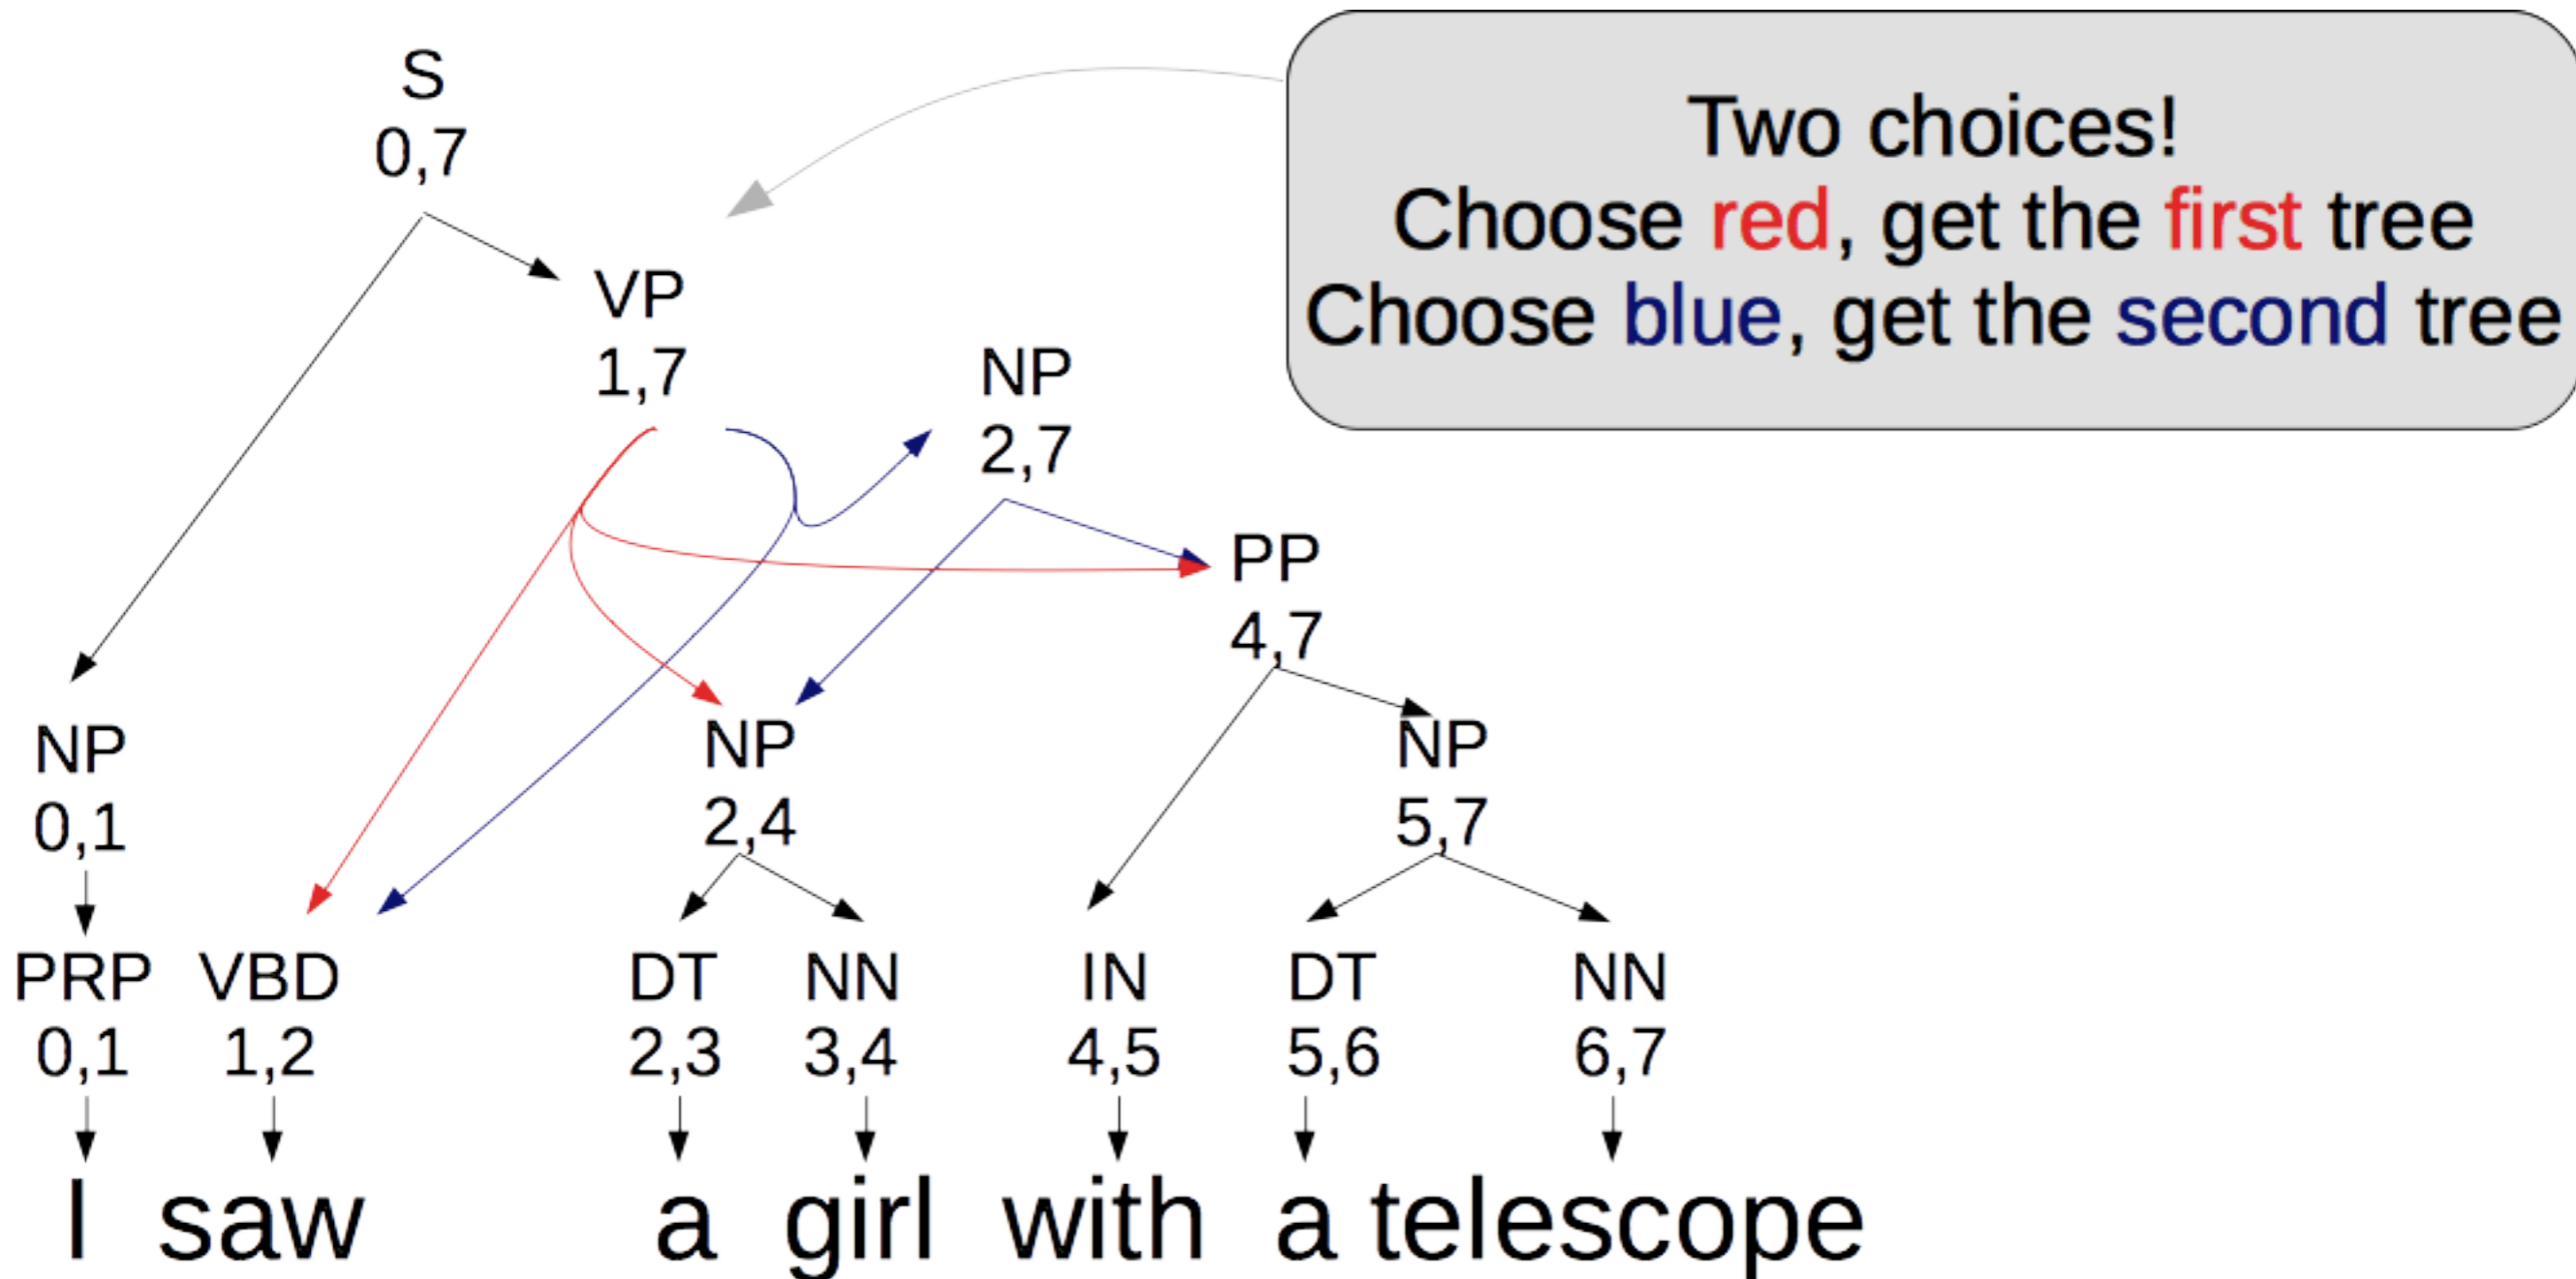 S
0,7
Two choices!
Choose red, get the first tree
Choose blue, get the second tree
VP
1,7
NP
2,7
PP
4,7
NP
0,1
NP
2,4
NP
5,7
PRP VBD DT NN IN DT NN
0,1 1,2 2,3 3,4 4,5 5,6 6,7
I saw a girl with a telescope